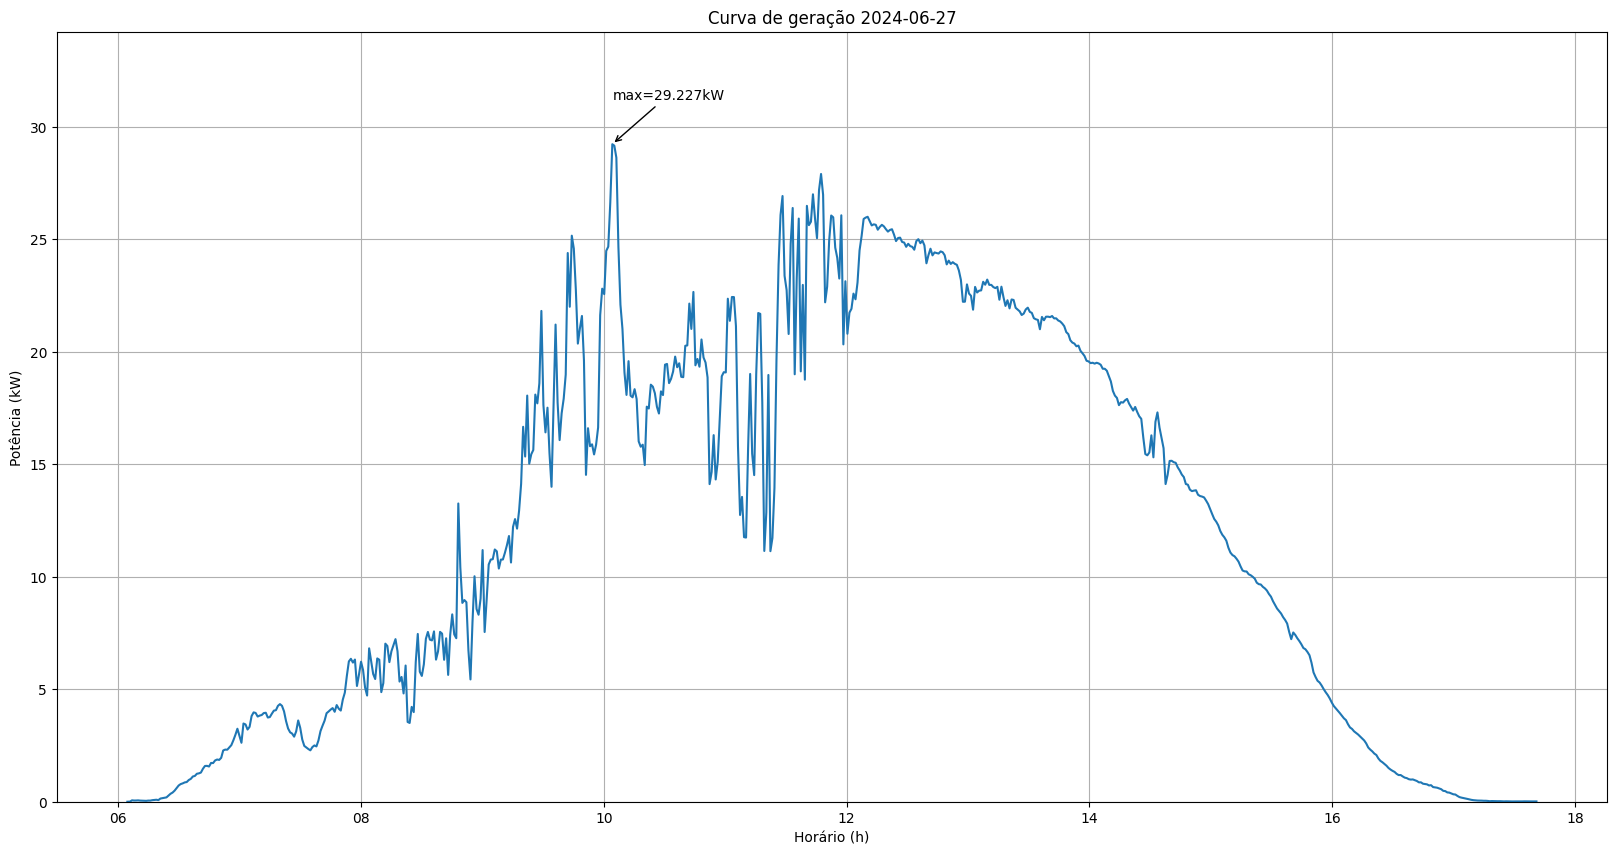 Curva de geração 2024-06-27
max=29.227kW
30
25
20
15
10
5
0
Potência (kW)
06 08 10 12 14 16 18
Horário (h)